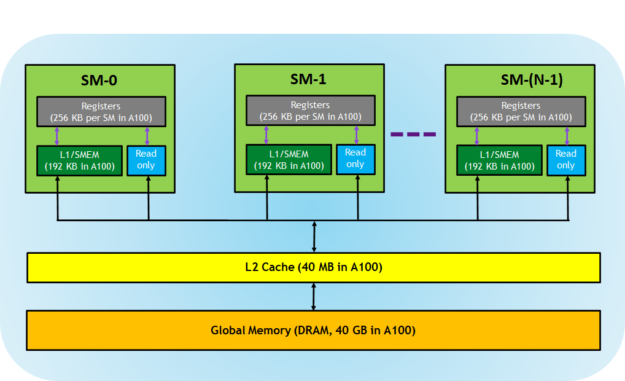 SM-0
Registers
(256 KB per SM in A100)
L1/SMEM
(192 KB in A100)
Read
only
SM-1
Registers
(256 KB per SM in A100)
L1/SMEM
(192 KB in A100)
Read
only
SM-(N-1)
Registers
(256 KB per SM in A100)
L1/SMEM
(192 KB in A100)
Read
only
L2 Cache (40 MB in A100)
Global Memory (DRAM, 40 GB in A100)